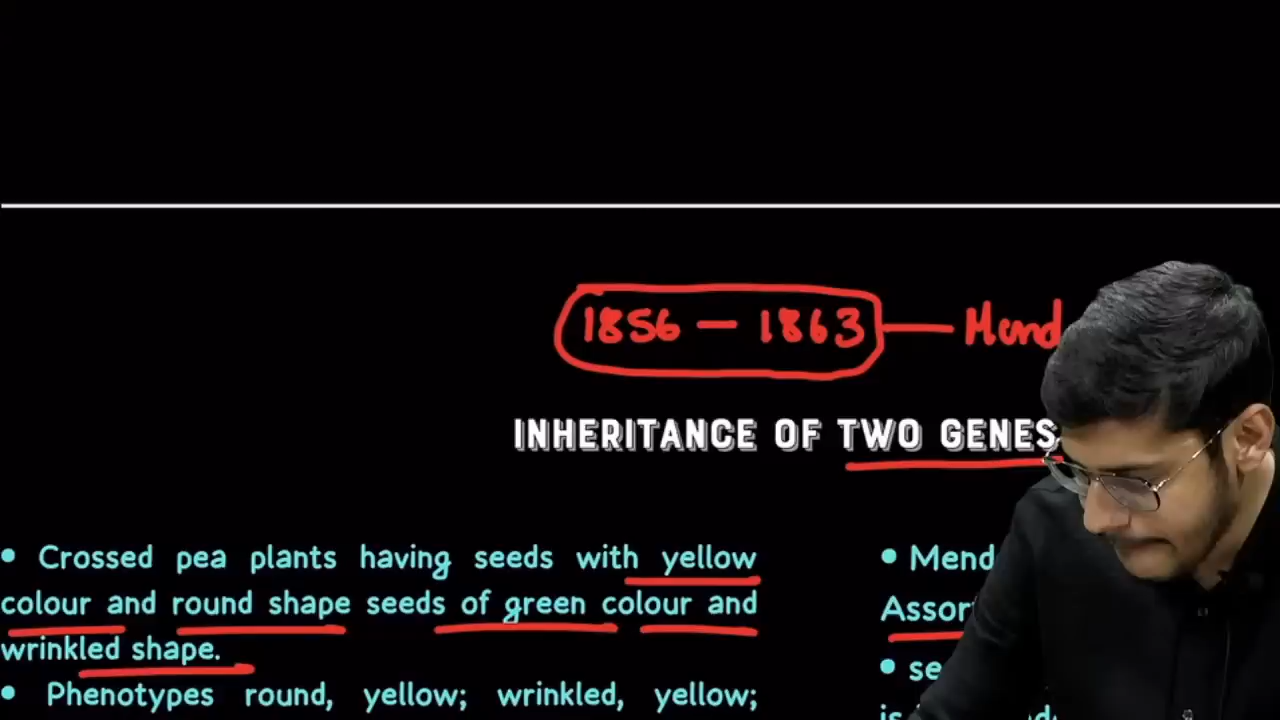 1856 – 1863 — Mend
INHERITANCE OF TWO GENES
• Crossed pea plants having seeds with yellow
colour and round shape seeds of green colour and
wrinkled shape.
• Phenotypes round, yellow; wrinkled, yellow;
• Mend
Assor
• se
is